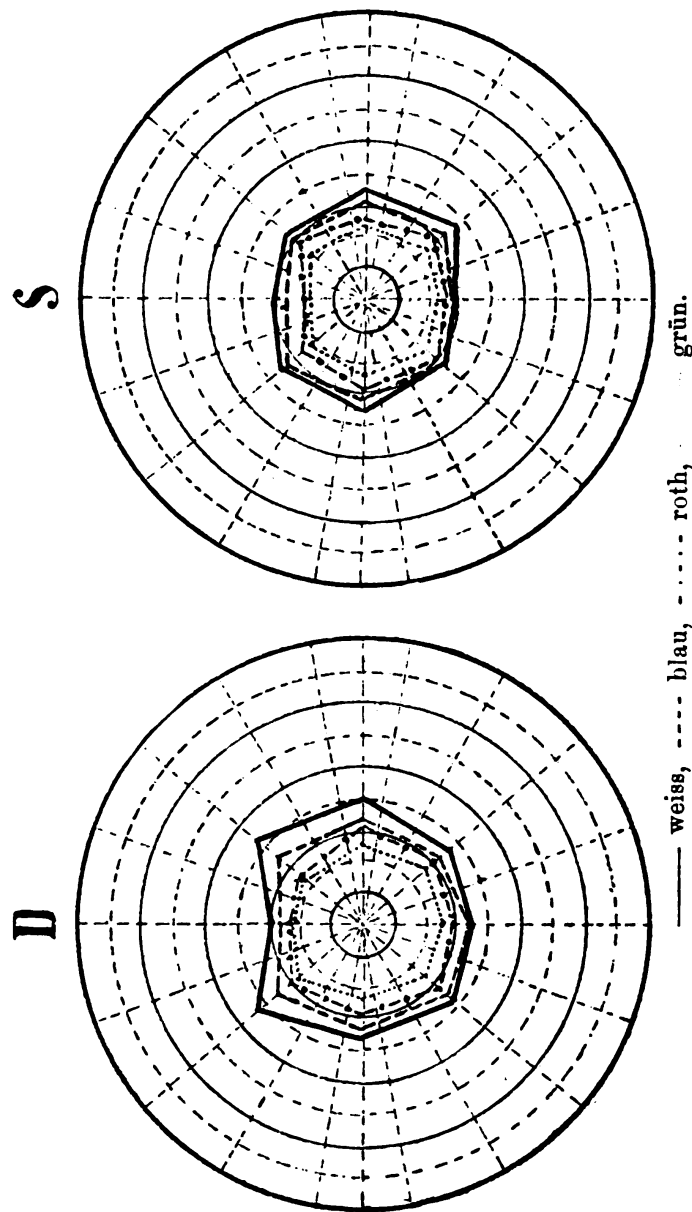 D
S
—— weiss, ---- blau, -·-·- roth, ····· grün.